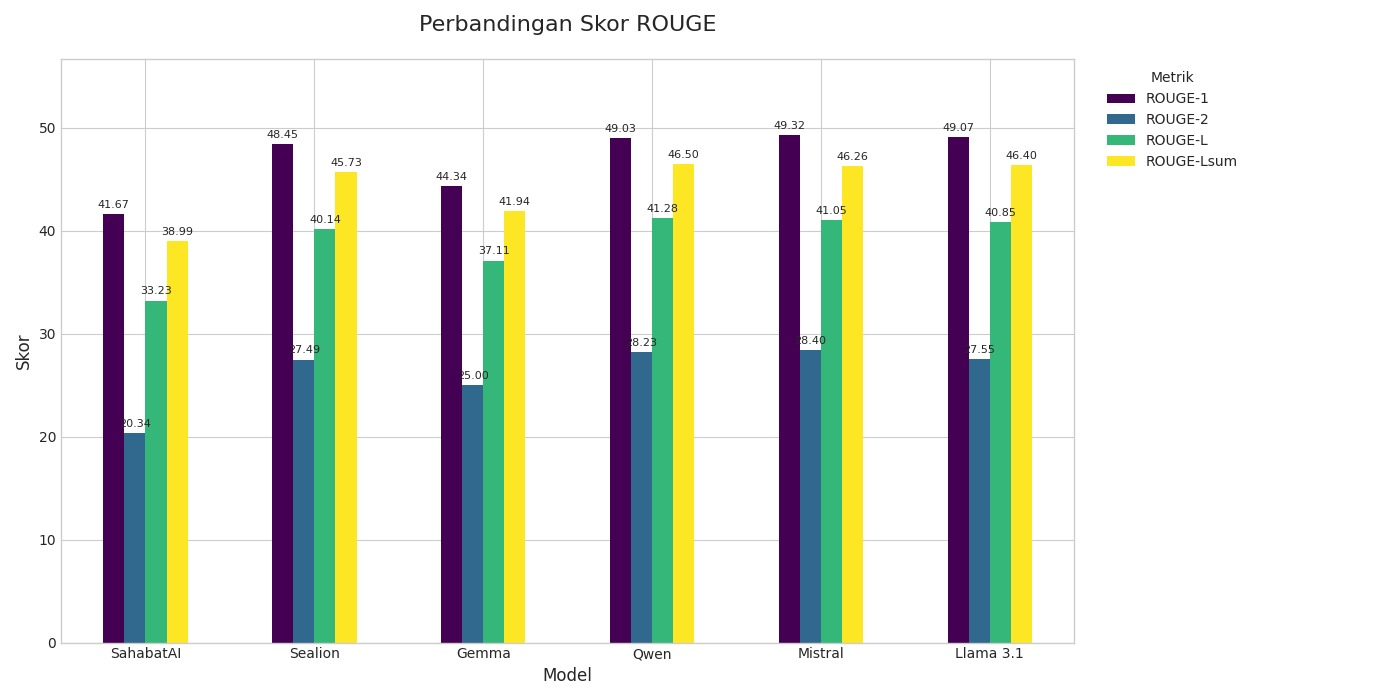 Perbandingan Skor ROUGE
Metrik
ROUGE-1
ROUGE-2
ROUGE-L
ROUGE-Lsum
Skor
50
40
30
20
10
0
41.67
20.34
33.23
38.99
48.45
27.49
40.14
45.73
44.34
25.00
37.11
41.94
49.03
28.23
41.28
46.50
49.32
28.40
41.05
46.26
49.07
27.55
40.85
46.40
SahabatAI
Sealion
Gemma
Qwen
Mistral
Llama 3.1
Model